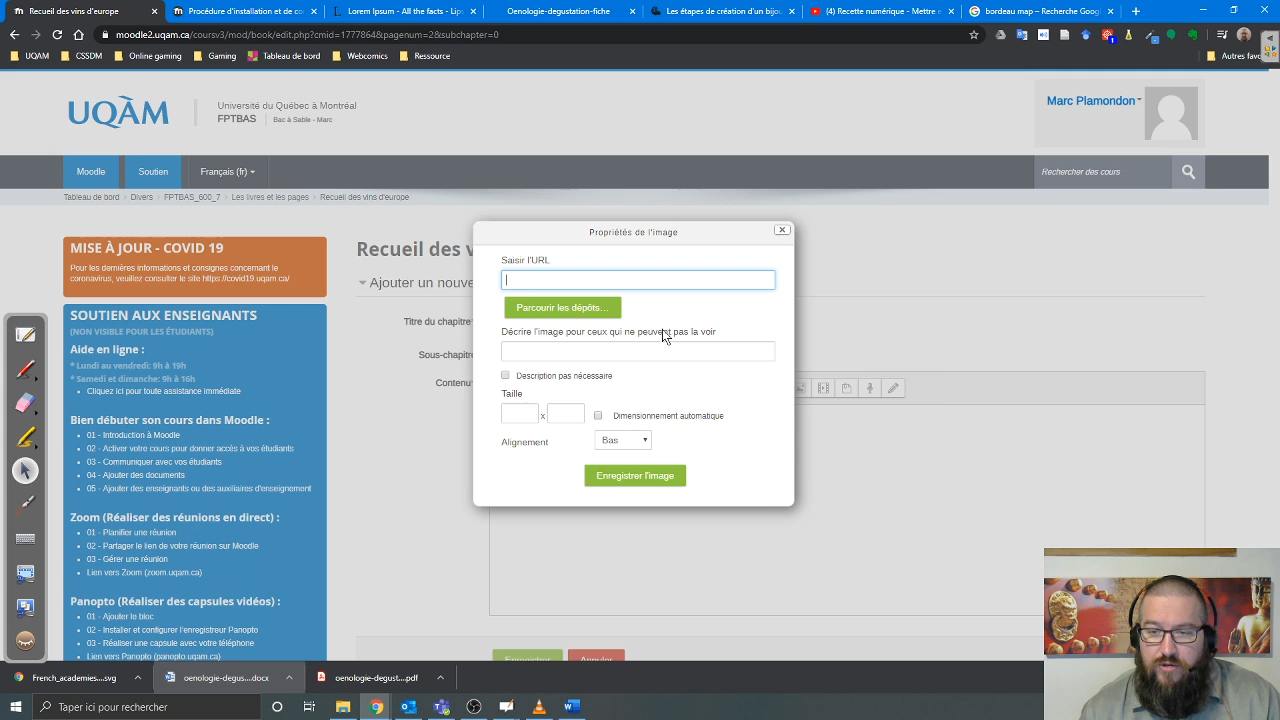 UQÀM : Recueil des vins d'eu
Procédure d'installation et de co
Lorem Ipsum - All the facts - Lips
Oenologie-degustation-fiche
Les étapes de création d'un bijou
(4) Recette numérique - Mettre e
bordeau map – Recherche Goog
moodle2.uqam.ca/coursv3/mod/book/edit.php?cmid=1777864&pagenum=2&subchapter=0
UQAM
CSSDM
Online gaming
Gaming
Tableau de bord
Webcomics
Ressource
Autres favo
UQÀM
Université du Québec à Montréal
FPTBAS
Bac à Sable - Marc
Marc Plamondon
Moodle
Soutien
Français (fr)
Rechercher des cours
Tableau de bord
Divers
FPTBAS_600_7
Les livres et les pages
Recueil des vins d'europe
MISE À JOUR - COVID 19
Pour les dernières informations et consignes concernant le
coronavirus, veuillez consulter le site https://covid19.uqam.ca/
SOUTIEN AUX ENSEIGNANTS
(NON VISIBLE POUR LES ÉTUDIANTS)
Aide en ligne :
* Lundi au vendredi: 9h à 19h
* Samedi et dimanche: 9h à 16h
Cliquez ici pour toute assistance immédiate
Bien débuter son cours dans Moodle :
01 - Introduction à Moodle
02 - Activer votre cours pour donner accès à vos étudiants
03 - Communiquer avec vos étudiants
04 - Ajouter des documents
05 - Ajouter des enseignants ou des auxiliaires d'enseignement
Zoom (Réaliser des réunions en direct) :
01 - Planifier une réunion
02 - Partager le lien de votre réunion sur Moodle
03 - Gérer une réunion
Lien vers Zoom (zoom.uqam.ca)
Panopto (Réaliser des capsules vidéos) :
01 - Ajouter le bloc
02 - Installer et configurer l'enregistreur Panopto
03 - Réaliser une capsule avec votre téléphone
Lien vers Panopto (panopto.uqam.ca)
Recueil des v
Ajouter un nouve
Titre du chapitre
Sous-chapitre
Contenu
Propriétés de l'image
Saisir l'URL
Parcourir les dépôts...
Décrire l'image pour ceux qui ne peuvent pas la voir
Description pas nécessaire
Taille
x
Dimensionnement automatique
Alignement
Bas
Enregistrer l'image
Enregistrer
Annuler
French_academies....svg
oenologie-degus....docx
oenologie-degust....pdf
Taper ici pour rechercher